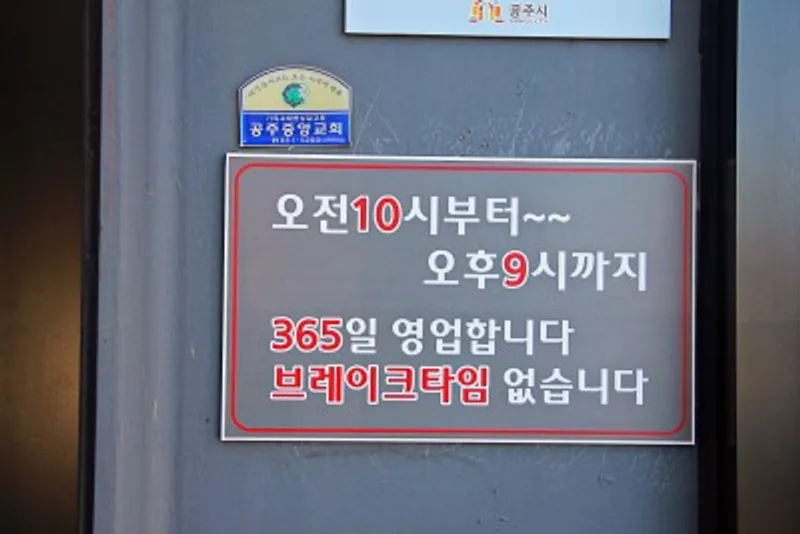 공주시
공주중앙교회
오전10시부터~~
오후9시까지
365일 영업합니다
브레이크타임 없습니다